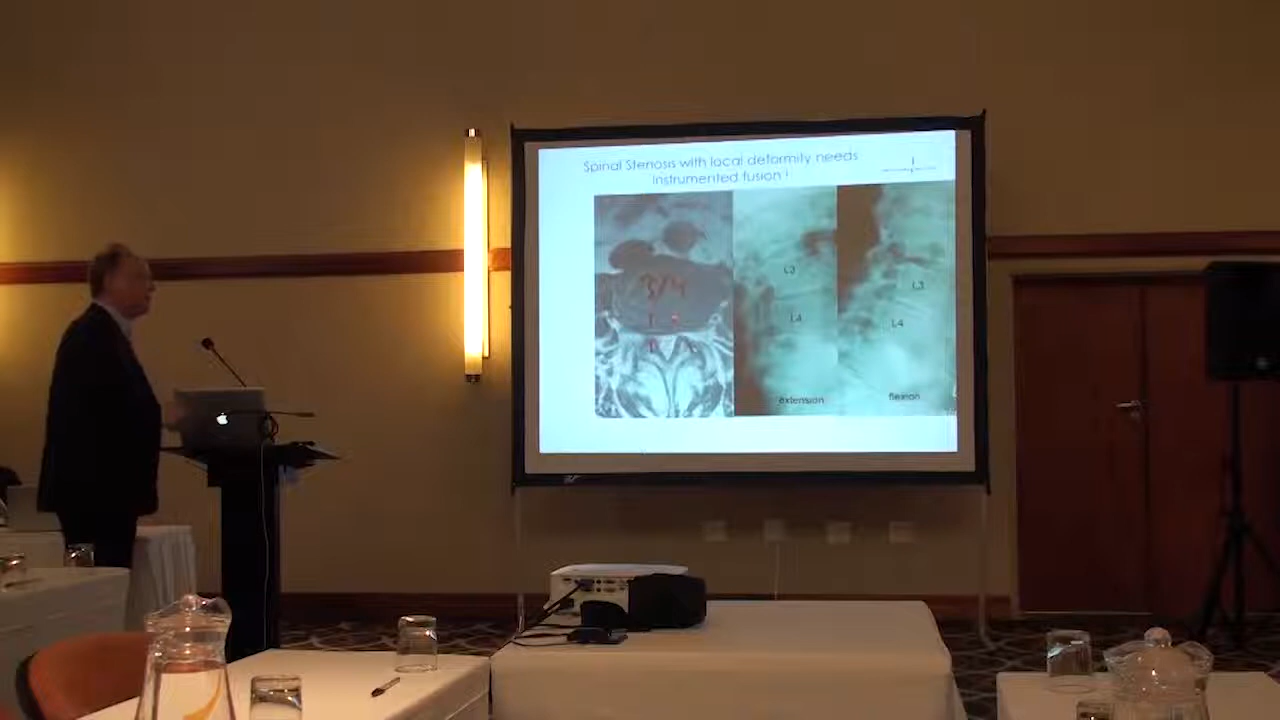 Spinal Stenosis with local deformity needs
instrumented fusion !
3/4
L3
L4
extension
L3
L4
flexion